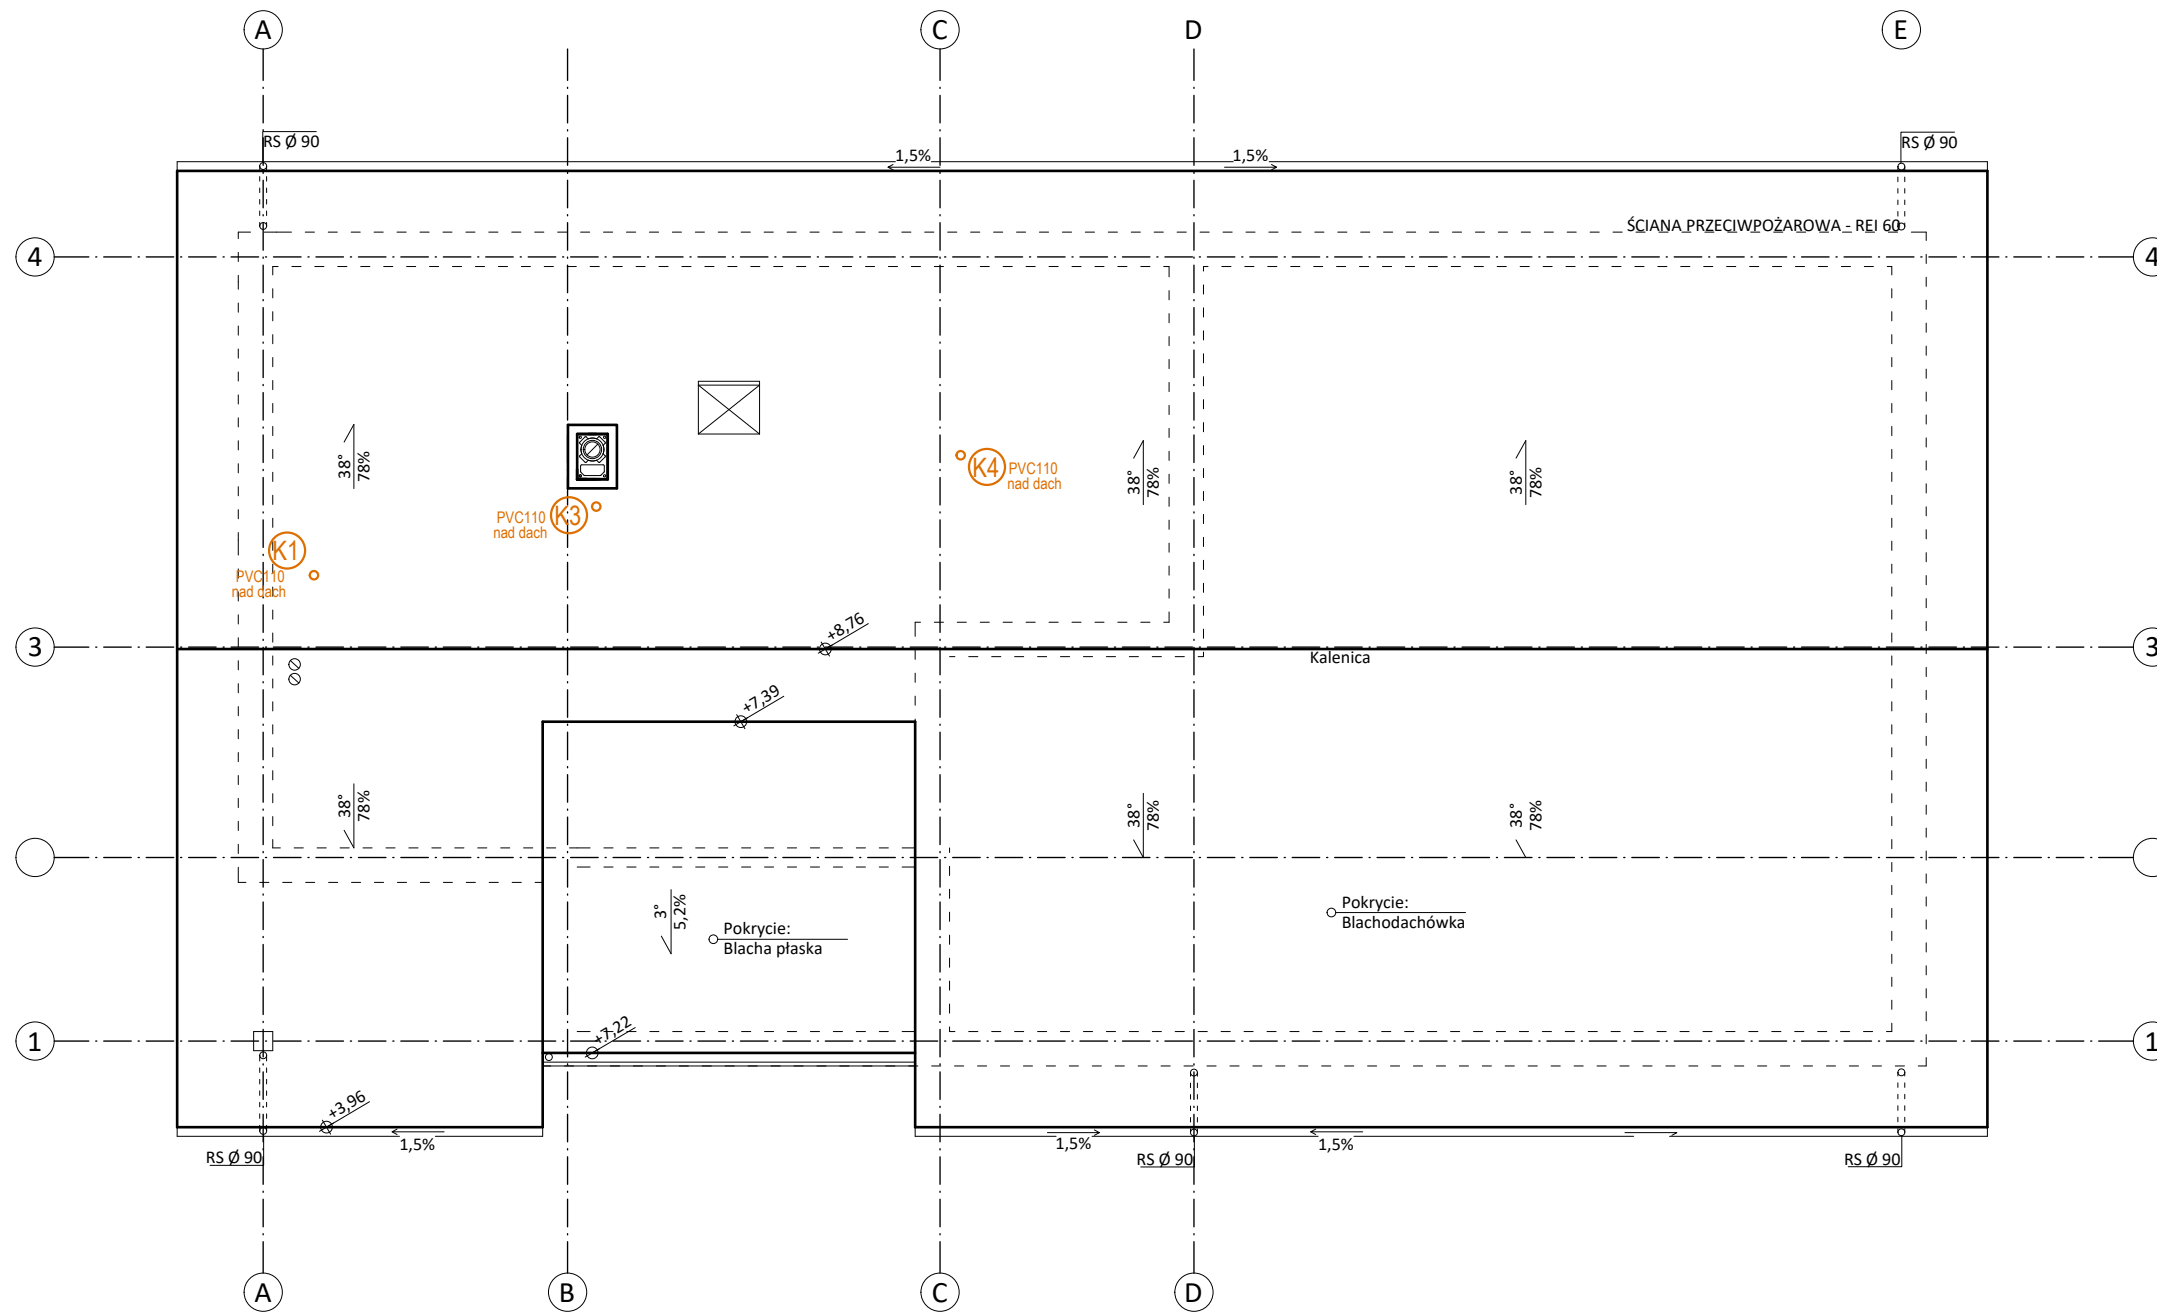 A
C
D
E
RS Ø 90
1,5%
1,5%
RS Ø 90
ŚCIANA PRZECIWPOŻAROWA - REI 60
4
4
38°
78%
K4
PVC110
nad dach
38°
78%
38°
78%
PVC110
nad dach
K3
K1
PVC110
nad dach
+8,76
3
3
Kalenica
+7,39
38°
78%
38°
78%
38°
78%
3°
5,2%
Pokrycie:
Blacha płaska
Pokrycie:
Blachodachówka
1
1
+7,22
+3,96
1,5%
1,5%
1,5%
RS Ø 90
RS Ø 90
RS Ø 90
A
B
C
D